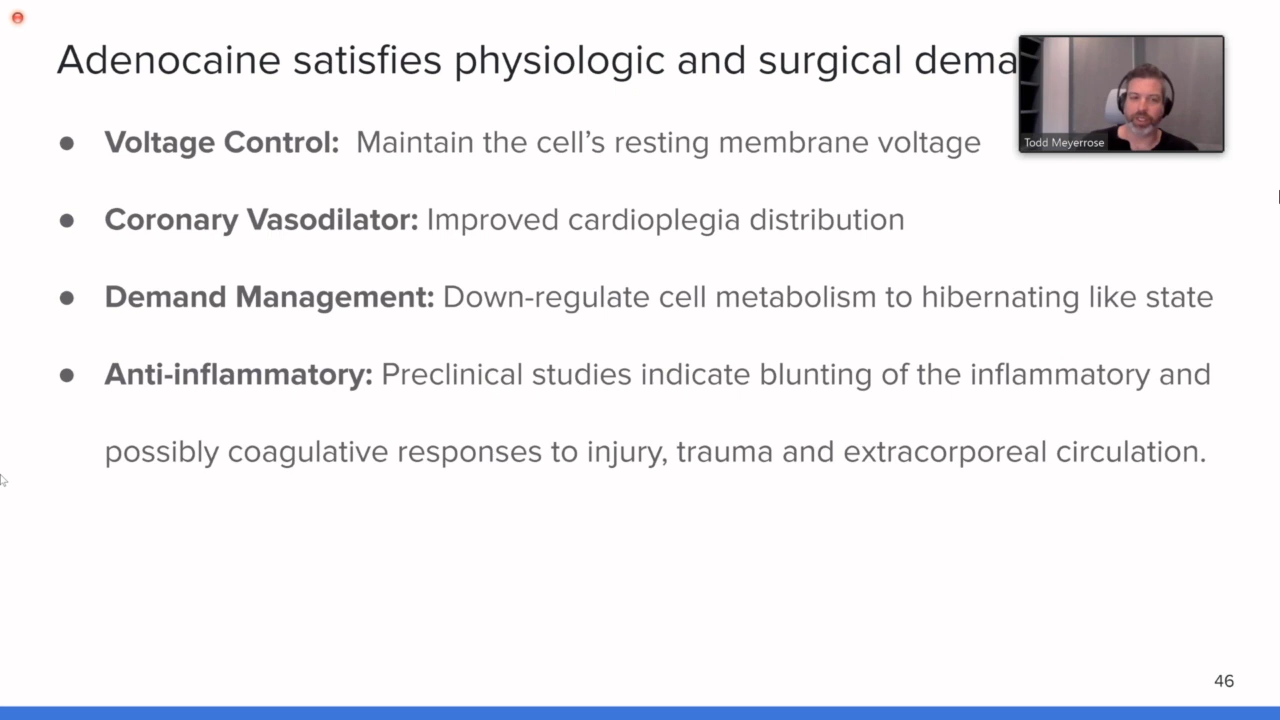 Adenocaine satisfies physiologic and surgical
Todd Meyerrose
● Voltage Control: Maintain the cell’s resting membrane voltage
● Coronary Vasodilator: Improved cardioplegia distribution
● Demand Management: Down-regulate cell metabolism to hibernating like state
● Anti-inflammatory: Preclinical studies indicate blunting of the inflammatory and
possibly coagulative responses to injury, trauma and extracorporeal circulation.
46